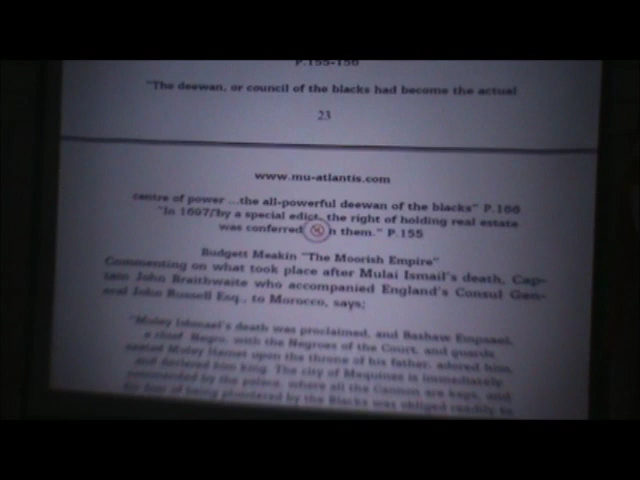 P.155-156
"The deewan, or council of the blacks had become the actual
23
www.mu-atlantis.com
centre of power ...the all-powerful deewan of the blacks" P.166
"In 1697/by a special edict, the right of holding real estate
was conferred n them." P.155
Budgett Meakin "The Moorish Empire"
Commenting on what took place after Mulai Ismail's death, Cap-
tain John Braithwaite who accompanied England's Consul Gen-
eral John Russell Esq., to Morocco, says;
"Muley Ishmael's death was proclaimed, and Bashaw Empsael,
a chief Negro, with the Negroes of the Court, and guards
seated Muley Hamet upon the throne of his father, adored him,
and declared him king. The city of Mequinez is immediately
commanded by the palace, where all the Cannon are kept, and
for fear of being plundered by the Blacks was obliged readily to